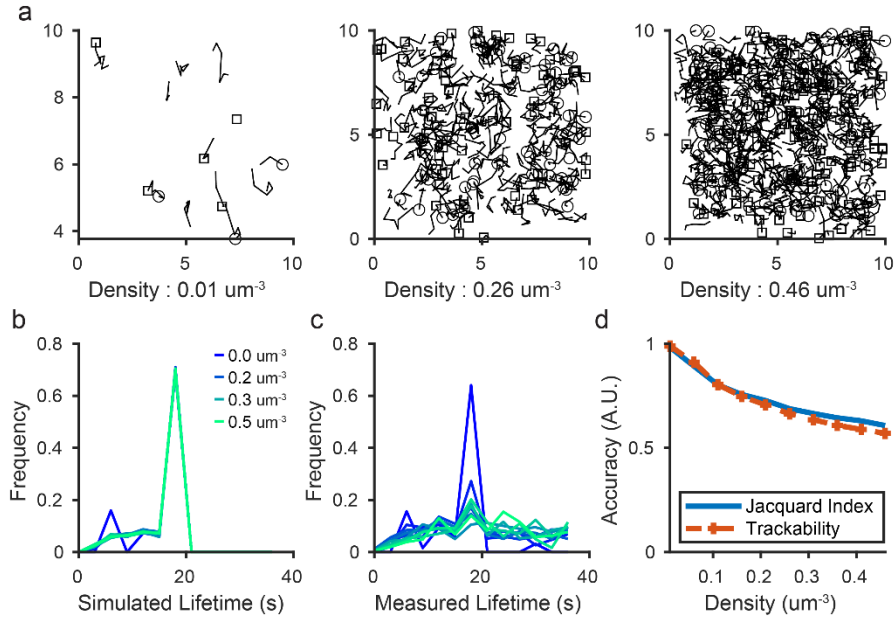 a
10
8
6
4
0
5
10
Density : 0.01 um-3
10
5
0
0
5
10
Density : 0.26 um-3
10
5
0
0
5
10
Density : 0.46 um-3
b
0.8
0.6
0.4
0.2
0
0
20
40
Frequency
Simulated Lifetime (s)
0.0 um-3
0.2 um-3
0.3 um-3
0.5 um-3
c
0.8
0.6
0.4
0.2
0
0
20
40
Frequency
Measured Lifetime (s)
d
1
0.5
0
0.1
0.2
0.3
0.4
Accuracy (A.U.)
Jacquard Index
Trackability
Density (um-3)